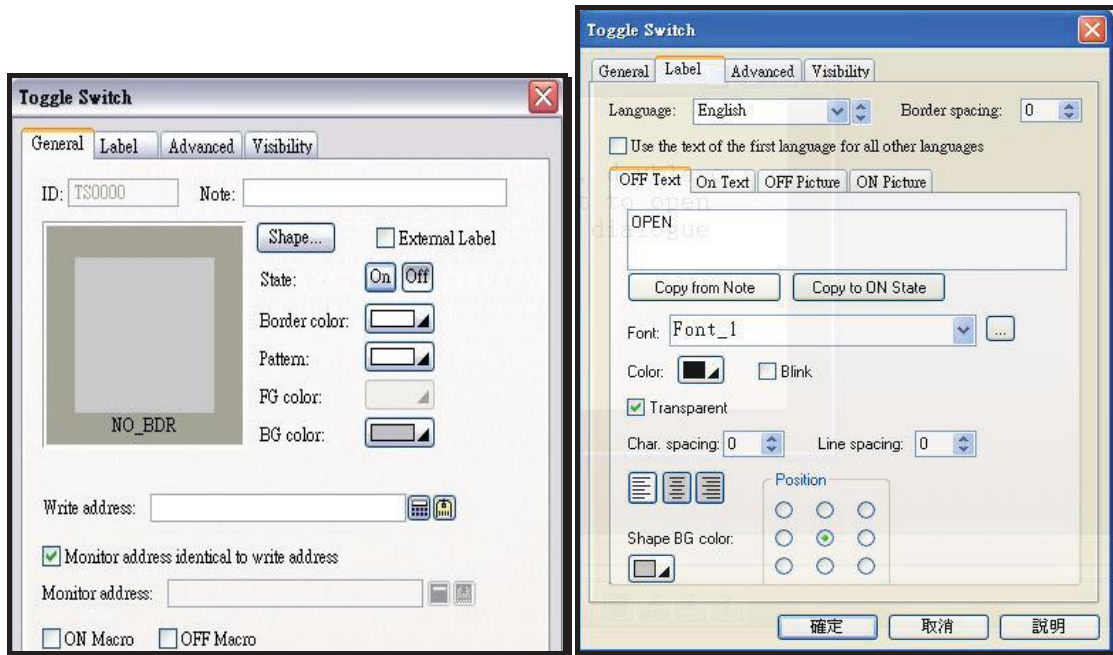 Toggle Switch
General Label Advanced Visibility
ID: TS0000 Note:
Shape... External Label
State: On Off
Border color:
Pattern:
FG color:
NO_BDR
BG color:
Write address:
Monitor address identical to write address
Monitor address:
ON Macro OFF Macro
Toggle Switch
General Label Advanced Visibility
Language: English Border spacing: 0
Use the text of the first language for all other languages
OFF Text On Text OFF Picture ON Picture
OPEN
to open
dialogue
Copy from Note Copy to ON State
Font: Font_1 ...
Color: Blink
Transparent
Char. spacing: 0 Line spacing: 0
Position
Shape BG color:
確定 取消 說明